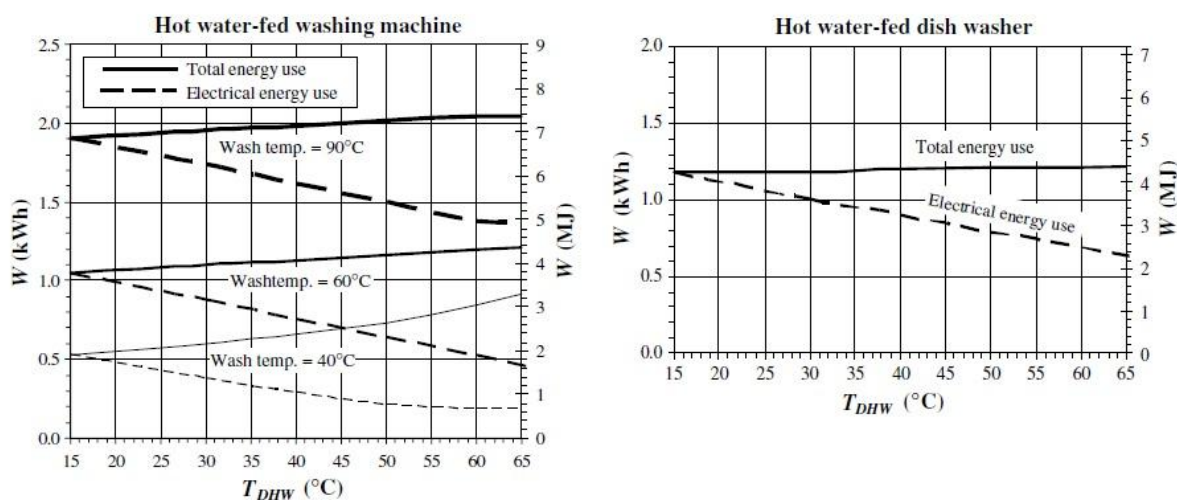 Hot water-fed washing machine
2.5
2.0
1.5
1.0
0.5
0.0
W (kWh)
Total energy use
Electrical energy use
Wash temp. = 90°C
Washtemp. = 60°C
Wash temp. = 40°C
9
8
7
6
5
4
3
2
1
0
W (MJ)
15 20 25 30 35 40 45 50 55 60 65
T_DHW (°C)
Hot water-fed dish washer
2.0
1.5
1.0
0.5
0.0
W (kWh)
Total energy use
Electrical energy use
7
6
5
4
3
2
1
0
W (MJ)
15 20 25 30 35 40 45 50 55 60 65
T_DHW (°C)